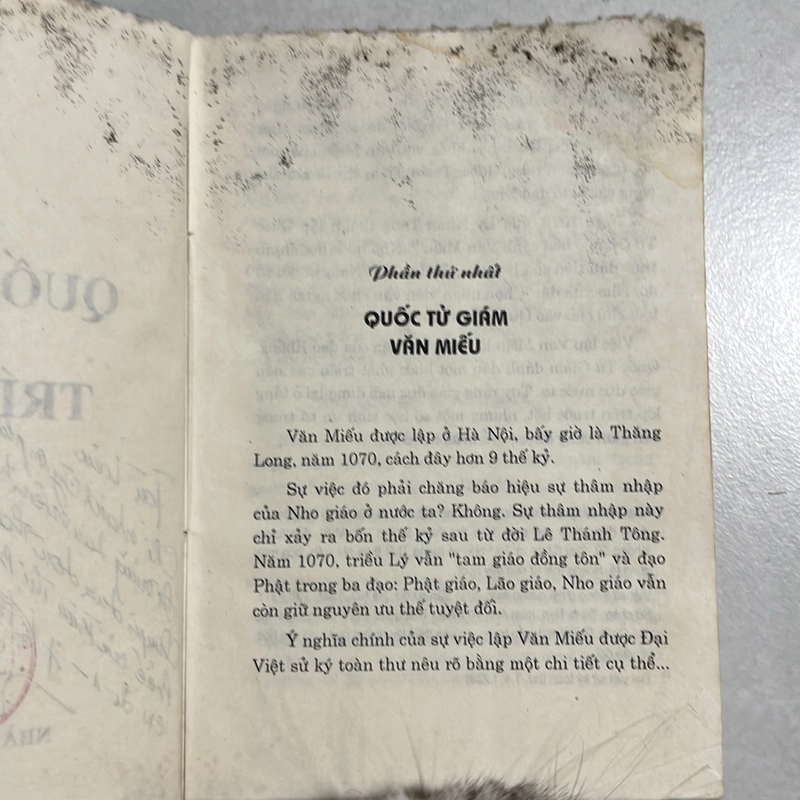 QUỐ
TRÍ
NHÀ
Phần thứ nhất
QUỐC TỬ GIÁM
VĂN MIẾU
Văn Miếu được lập ở Hà Nội, bấy giờ là Thăng
Long, năm 1070, cách đây hơn 9 thế kỷ.
Sự việc đó phải chăng báo hiệu sự thâm nhập
của Nho giáo ở nước ta? Không. Sự thâm nhập này
chỉ xảy ra bốn thế kỷ sau từ đời Lê Thánh Tông.
Năm 1070, triều Lý vẫn "tam giáo đồng tôn" và đạo
Phật trong ba đạo: Phật giáo, Lão giáo, Nho giáo vẫn
còn giữ nguyên ưu thế tuyệt đối.
Ý nghĩa chính của sự việc lập Văn Miếu được Đại
Việt sử ký toàn thư nêu rõ bằng một chi tiết cụ thể...